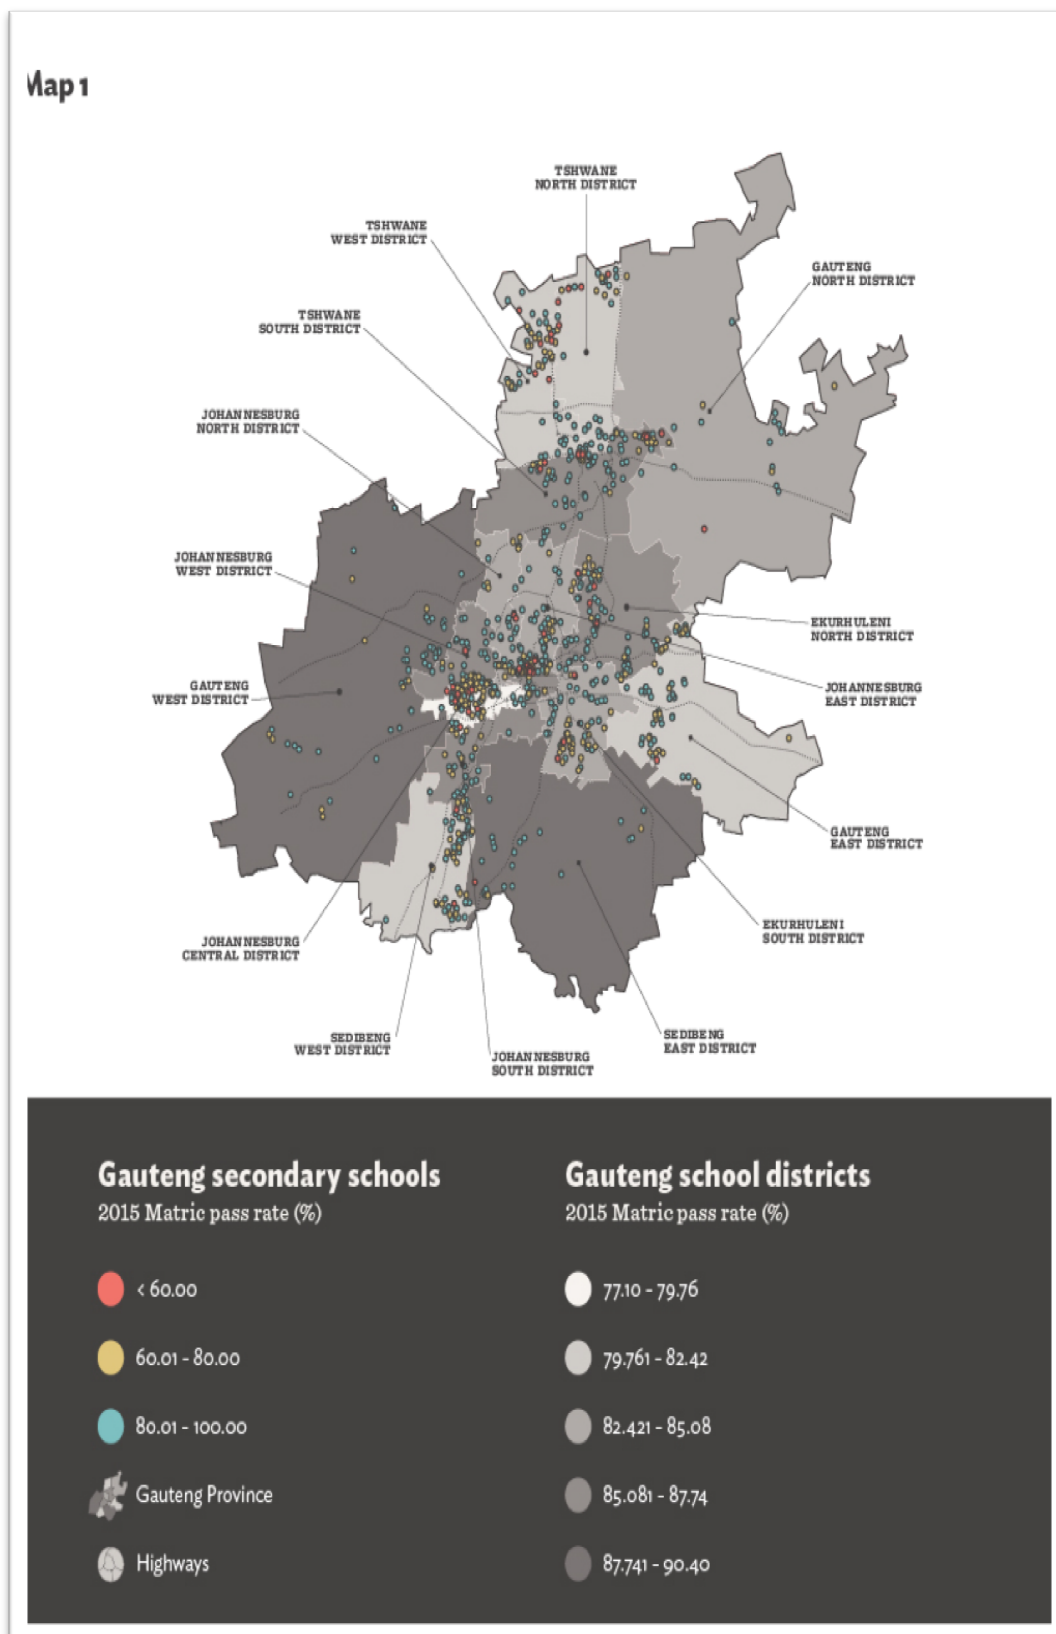 Map 1
TSHWANE
NORTH DISTRICT
TSHWANE
WEST DISTRICT
GAUTENG
NORTH DISTRICT
TSHWANE
SOUTH DISTRICT
JOHANNESBURG
NORTH DISTRICT
JOHANNESBURG
WEST DISTRICT
EKURHULENI
NORTH DISTRICT
GAUTENG
WEST DISTRICT
JOHANNESBURG
EAST DISTRICT
GAUTENG
EAST DISTRICT
EKURHULENI
SOUTH DISTRICT
JOHANNESBURG
CENTRAL DISTRICT
SEDIBENG
WEST DISTRICT
SEDIBENG
EAST DISTRICT
JOHANNESBURG
SOUTH DISTRICT
Gauteng secondary schools
2015 Matric pass rate (%)
< 60.00
60.01 - 80.00
80.01 - 100.00
Gauteng Province
Highways
Gauteng school districts
2015 Matric pass rate (%)
77.10 - 79.76
79.761 - 82.42
82.421 - 85.08
85.081 - 87.74
87.741 - 90.40